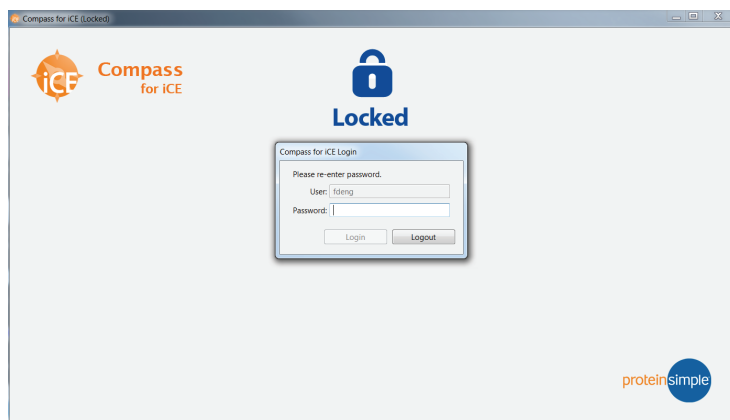 Compass for iCE (Locked)
iCE
Compass
for iCE
Locked
Compass for iCE Login
Please re-enter password.
User: fdeng
Password:
Login Logout
proteinsimple